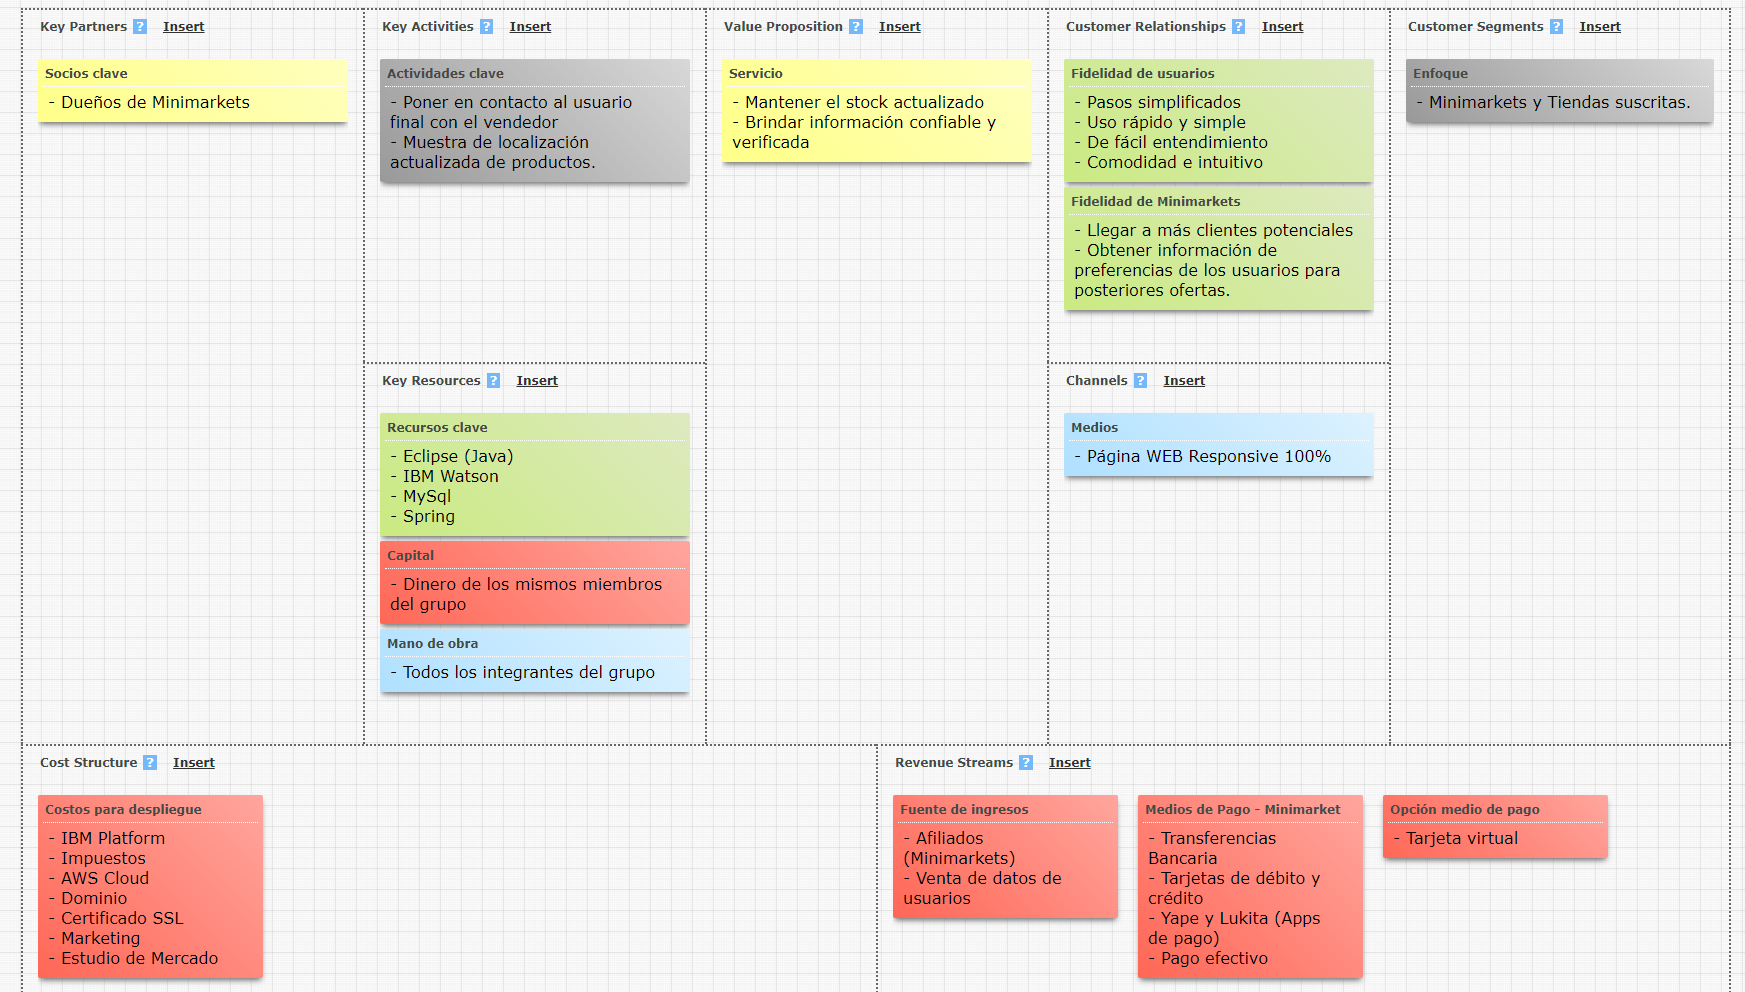 Key Partners ? Insert
Socios clave
- Dueños de Minimarkets
Key Activities ? Insert
Actividades clave
- Poner en contacto al usuario
final con el vendedor
- Muestra de localización
actualizada de productos.
Key Resources ? Insert
Recursos clave
- Eclipse (Java)
- IBM Watson
- MySql
- Spring
Capital
- Dinero de los mismos miembros
del grupo
Mano de obra
- Todos los integrantes del grupo
Value Proposition ? Insert
Servicio
- Mantener el stock actualizado
- Brindar información confiable y
verificada
Customer Relationships ? Insert
Fidelidad de usuarios
- Pasos simplificados
- Uso rápido y simple
- De fácil entendimiento
- Comodidad e intuitivo
Fidelidad de Minimarkets
- Llegar a más clientes potenciales
- Obtener información de
preferencias de los usuarios para
posteriores ofertas.
Channels ? Insert
Medios
- Página WEB Responsive 100%
Customer Segments ? Insert
Enfoque
- Minimarkets y Tiendas suscritas.
Cost Structure ? Insert
Costos para despliegue
- IBM Platform
- Impuestos
- AWS Cloud
- Dominio
- Certificado SSL
- Marketing
- Estudio de Mercado
Revenue Streams ? Insert
Fuente de ingresos
- Afiliados
(Minimarkets)
- Venta de datos de
usuarios
Medios de Pago - Minimarket
- Transferencias
Bancaria
- Tarjetas de débito y
crédito
- Yape y Lukita (Apps
de pago)
- Pago efectivo
Opción medio de pago
- Tarjeta virtual